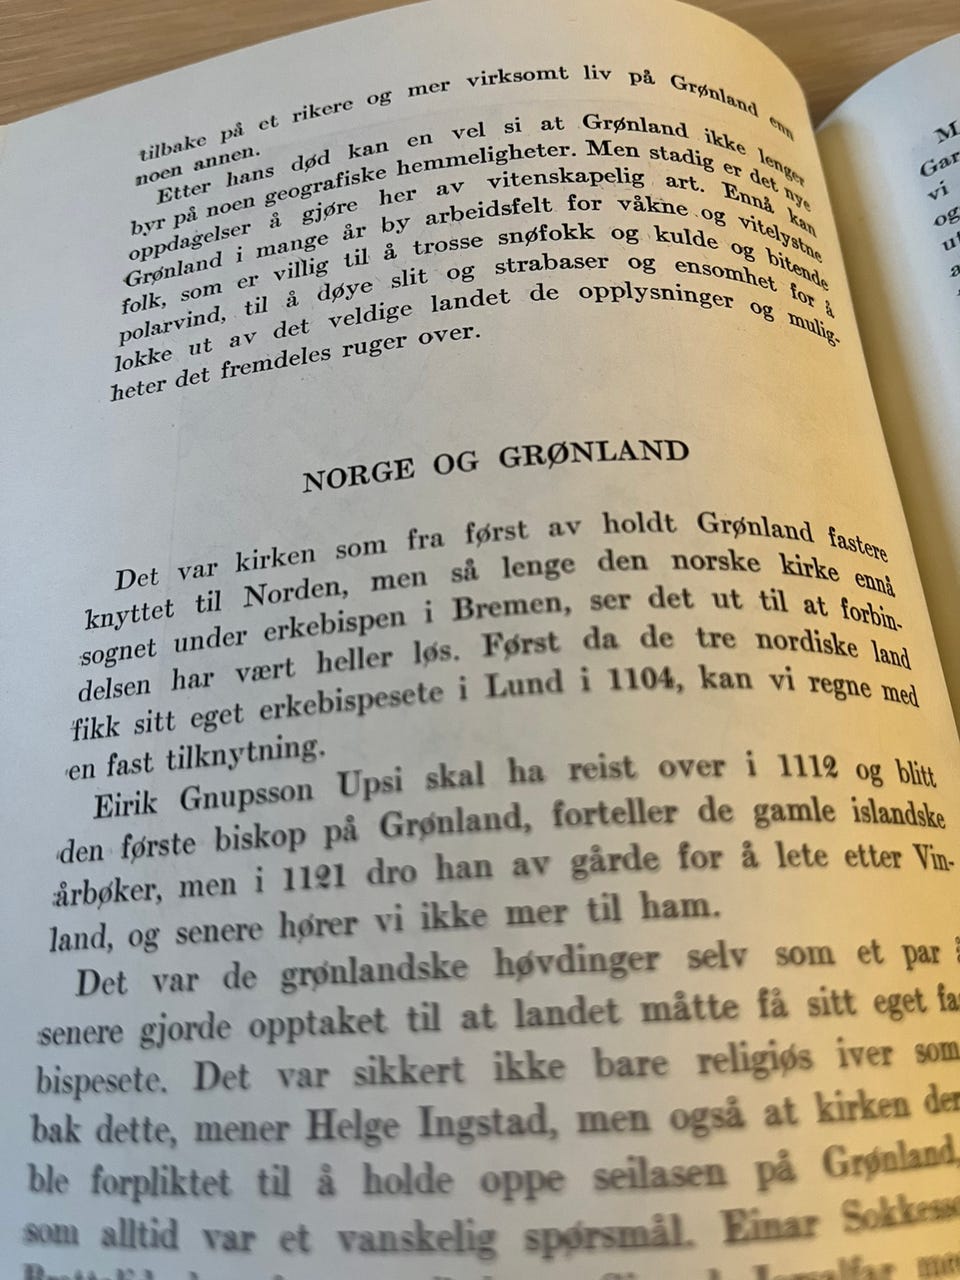 tilbake på et rikere og mer virksomt liv på Grønland enn
noen annen.
Etter hans død kan en vel si at Grønland ikke lenger
byr på noen geografiske hemmeligheter. Men stadig er det nye
oppdagelser å gjøre her av vitenskapelig art. Ennå kan
Grønland i mange år by arbeidsfelt for våkne og vitelystne
folk, som er villig til å trosse snøfokk og kulde og bitende
polarvind, til å døye slit og strabaser og ensomhet for å
lokke ut av det veldige landet de opplysninger og mulig-
heter det fremdeles ruger over.
NORGE OG GRØNLAND
Det var kirken som fra først av holdt Grønland fastere
knyttet til Norden, men så lenge den norske kirke ennå
sognet under erkebispen i Bremen, ser det ut til at forbin-
delsen har vært heller løs. Først da de tre nordiske land
fikk sitt eget erkebispesete i Lund i 1104, kan vi regne med
en fast tilknytning.
Eirik Gnupsson Upsi skal ha reist over i 1112 og blitt
den første biskop på Grønland, forteller de gamle islandske
årbøker, men i 1121 dro han av gårde for å lete etter Vin-
land, og senere hører vi ikke mer til ham.
Det var de grønlandske høvdinger selv som et par
senere gjorde opptaket til at landet måtte få sitt eget
bispesete. Det var sikkert ikke bare religiøs iver som
bak dette, mener Helge Ingstad, men også at kirken
ble forpliktet til å holde oppe seilasen på Grønland,
som alltid var et vanskelig spørsmål. Einar
M
Gar
vi
og